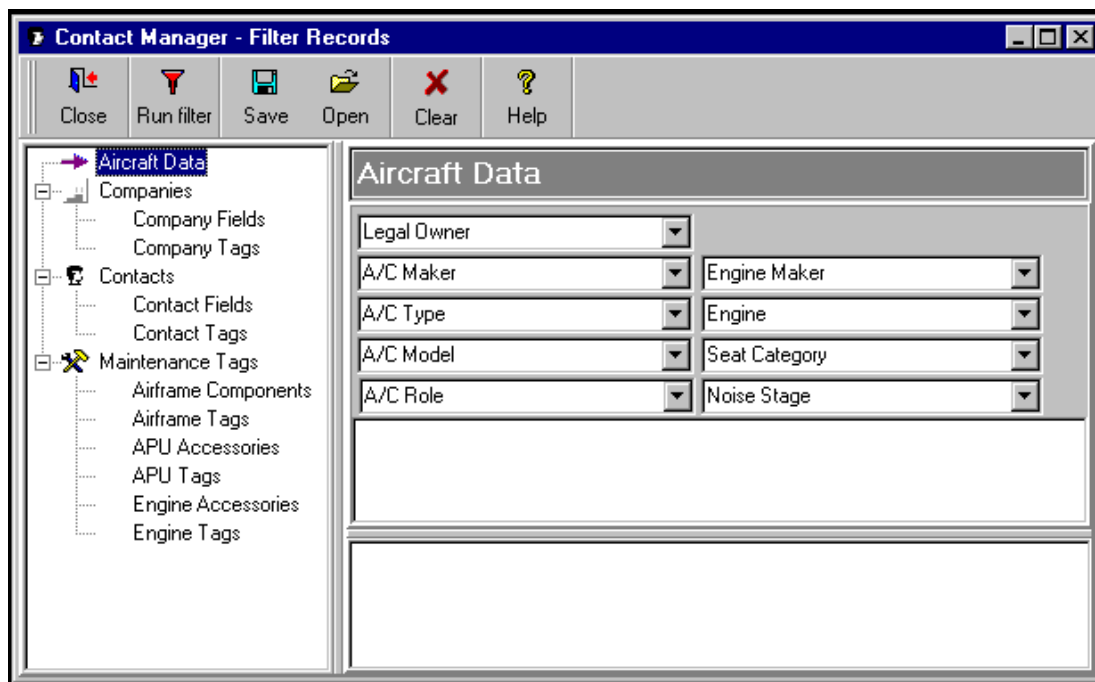 Contact Manager - Filter Records
Close Run filter Save Open Clear Help
Aircraft Data
Companies
Company Fields
Company Tags
Contacts
Contact Fields
Contact Tags
Maintenance Tags
Airframe Components
Airframe Tags
APU Accessories
APU Tags
Engine Accessories
Engine Tags
Aircraft Data
Legal Owner
A/C Maker Engine Maker
A/C Type Engine
A/C Model Seat Category
A/C Role Noise Stage